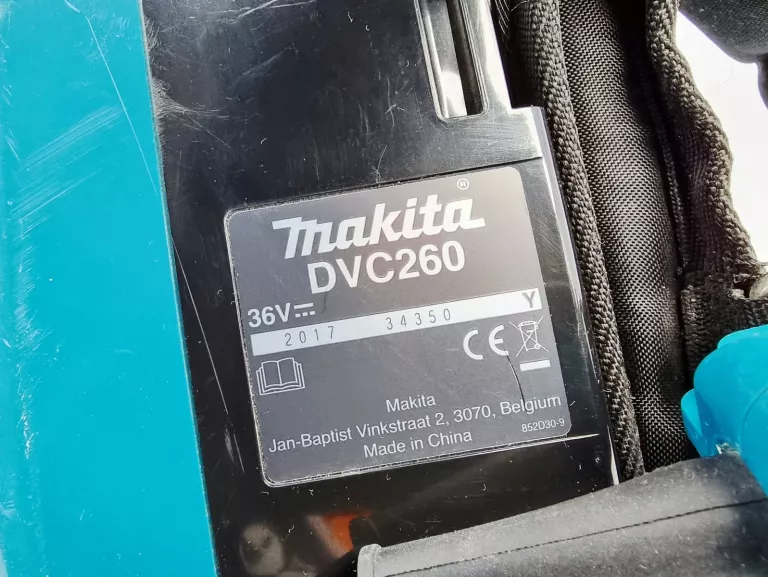 makita®
DVC260
36V
2017 34350 Y
CE
Makita
Jan-Baptist Vinkstraat 2, 3070, Belgium
Made in China
852D30-9